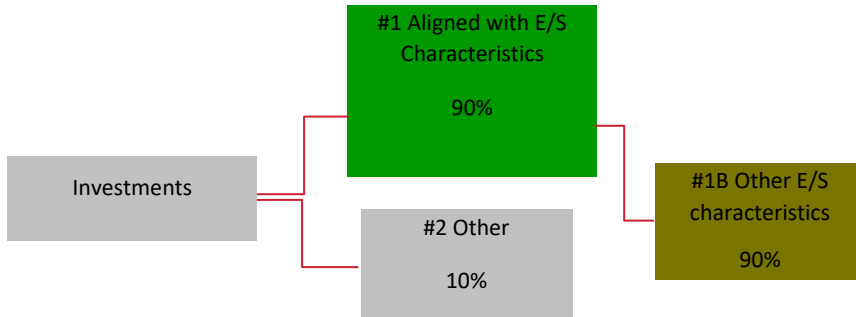 #1 Aligned with E/S
Characteristics
90%
Investments
#1B Other E/S
characteristics
90%
#2 Other
10%